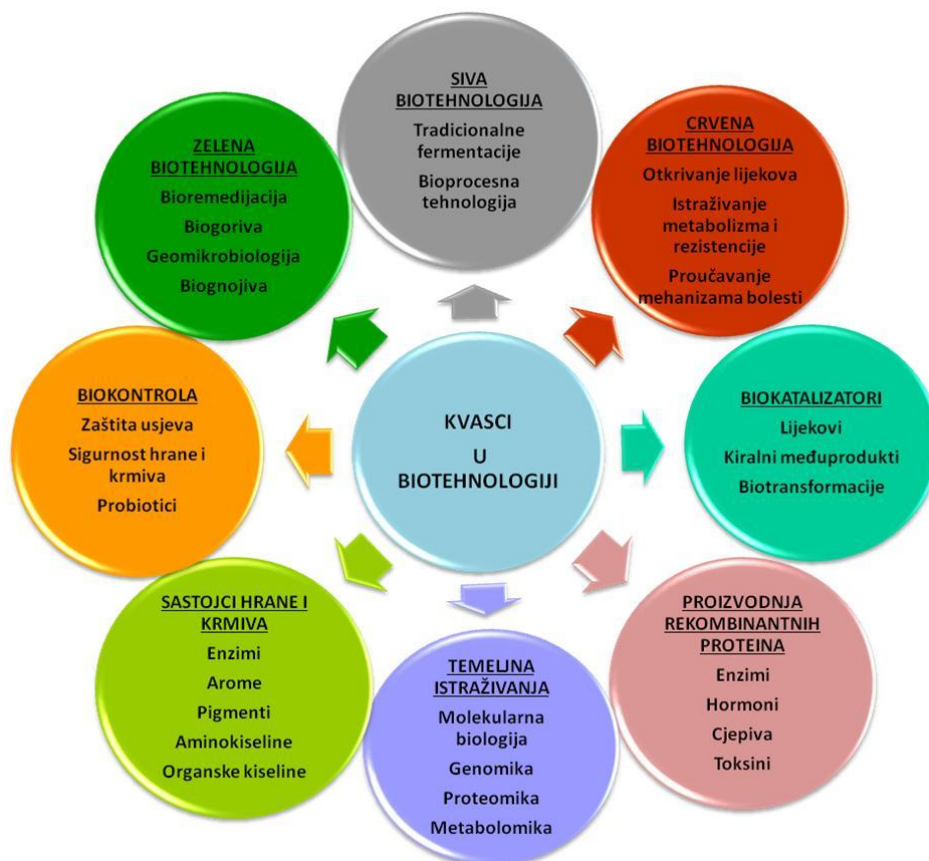 SIVA
BIOTEHNOLOGIJA
Tradicionalne
fermentacije
Bioprocesna
tehnologija
CRVENA
BIOTEHNOLOGIJA
Otkrivanje lijekova
Istraživanje
metabolizma i
rezistencije
Proučavanje
mehanizama bolesti
BIOKATALIZATORI
Lijekovi
Kiralni međuprodukti
Biotransformacije
PROIZVODNJA
REKOMBINANTNIH
PROTEINA
Enzimi
Hormoni
Cjepiva
Toksini
TEMELJNA
ISTRAŽIVANJA
Molekularna
biologija
Genomika
Proteomika
Metabolomika
SASTOJCI HRANE I
KRMIVA
Enzimi
Arome
Pigmenti
Aminokiseline
Organske kiseline
BIOKONTROLA
Zaštita usjeva
Sigurnost hrane i
krmiva
Probiotici
ZELENA
BIOTEHNOLOGIJA
Bioremedijacija
Biogoriva
Geomikrobiologija
Biognojiva
KVASCI
U
BIOTEHNOLOGIJI